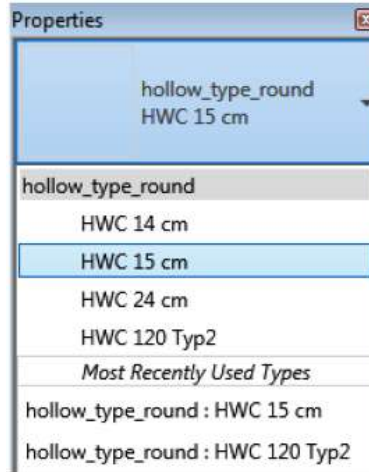 Properties
hollow_type_round
HWC 15 cm
hollow_type_round
HWC 14 cm
HWC 15 cm
HWC 24 cm
HWC 120 Typ2
Most Recently Used Types
hollow_type_round : HWC 15 cm
hollow_type_round : HWC 120 Typ2